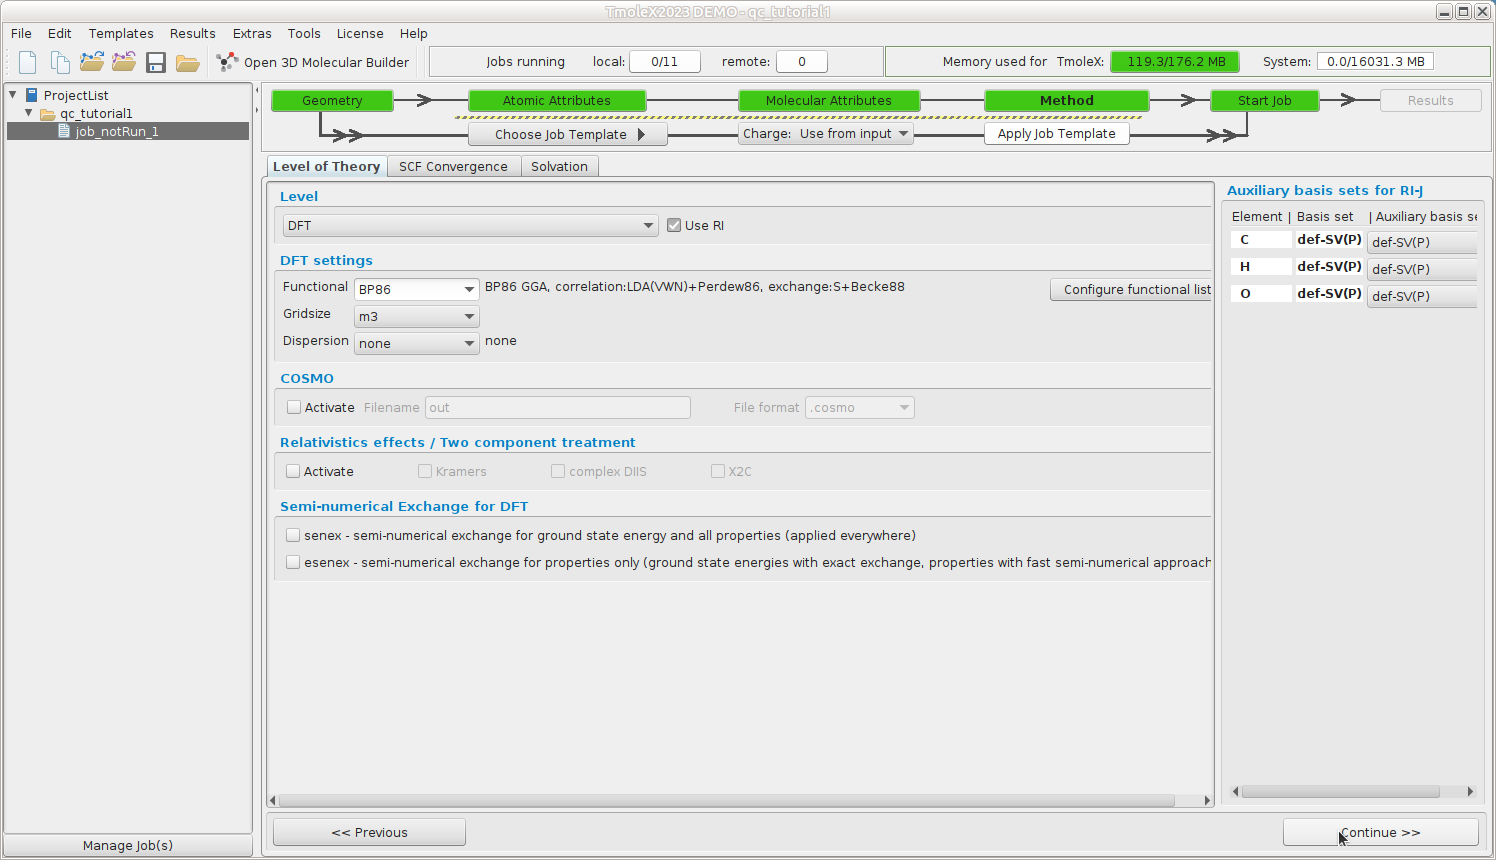 TmoleX2023 DEMO - qc_tutorial1
File Edit Templates Results Extras Tools License Help
Open 3D Molecular Builder Jobs running local: 0/11 remote: 0 Memory used for TmoleX: 119.3/176.2 MB System: 0.0/16031.3 MB
ProjectList
qc_tutorial1
job_notRun_1
Manage Job(s)
Geometry Atomic Attributes Molecular Attributes Method Start Job Results
Choose Job Template Charge: Use from input Apply Job Template
Level of Theory SCF Convergence Solvation
Level
DFT Use RI
DFT settings
Functional BP86 BP86 GGA, correlation:LDA(VWN)+Perdew86, exchange:S+Becke88 Configure functional list
Gridsize m3
Dispersion none none
COSMO
Activate Filename out File format .cosmo
Relativistics effects / Two component treatment
Activate Kramers complex DIIS X2C
Semi-numerical Exchange for DFT
senex - semi-numerical exchange for ground state energy and all properties (applied everywhere)
esenex - semi-numerical exchange for properties only (ground state energies with exact exchange, properties with fast semi-numerical approach
Auxiliary basis sets for RI-J
Element | Basis set | Auxiliary basis se
C def-SV(P) def-SV(P)
H def-SV(P) def-SV(P)
O def-SV(P) def-SV(P)
<< Previous Continue >>